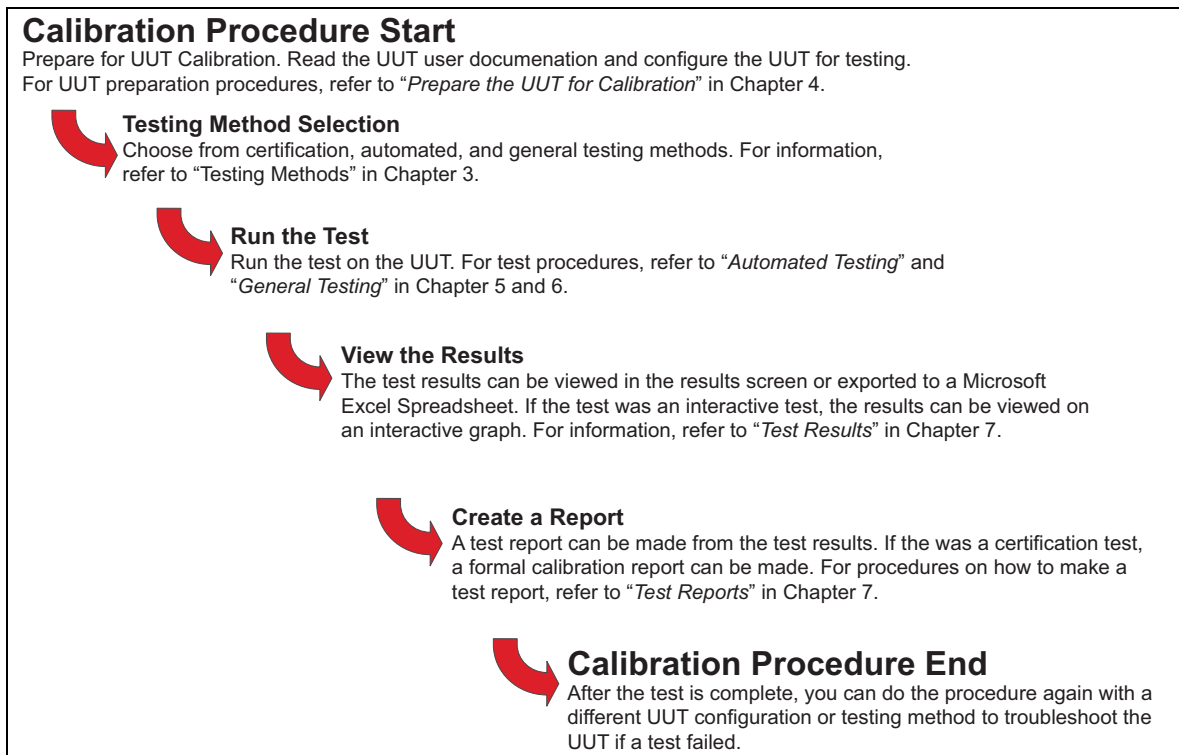 Calibration Procedure Start
Prepare for UUT Calibration. Read the UUT user documenation and configure the UUT for testing.
For UUT preparation procedures, refer to “Prepare the UUT for Calibration” in Chapter 4.
Testing Method Selection
Choose from certification, automated, and general testing methods. For information,
refer to “Testing Methods” in Chapter 3.
Run the Test
Run the test on the UUT. For test procedures, refer to “Automated Testing” and
“General Testing” in Chapter 5 and 6.
View the Results
The test results can be viewed in the results screen or exported to a Microsoft
Excel Spreadsheet. If the test was an interactive test, the results can be viewed on
an interactive graph. For information, refer to “Test Results” in Chapter 7.
Create a Report
A test report can be made from the test results. If the was a certification test,
a formal calibration report can be made. For procedures on how to make a
test report, refer to “Test Reports” in Chapter 7.
Calibration Procedure End
After the test is complete, you can do the procedure again with a
different UUT configuration or testing method to troubleshoot the
UUT if a test failed.